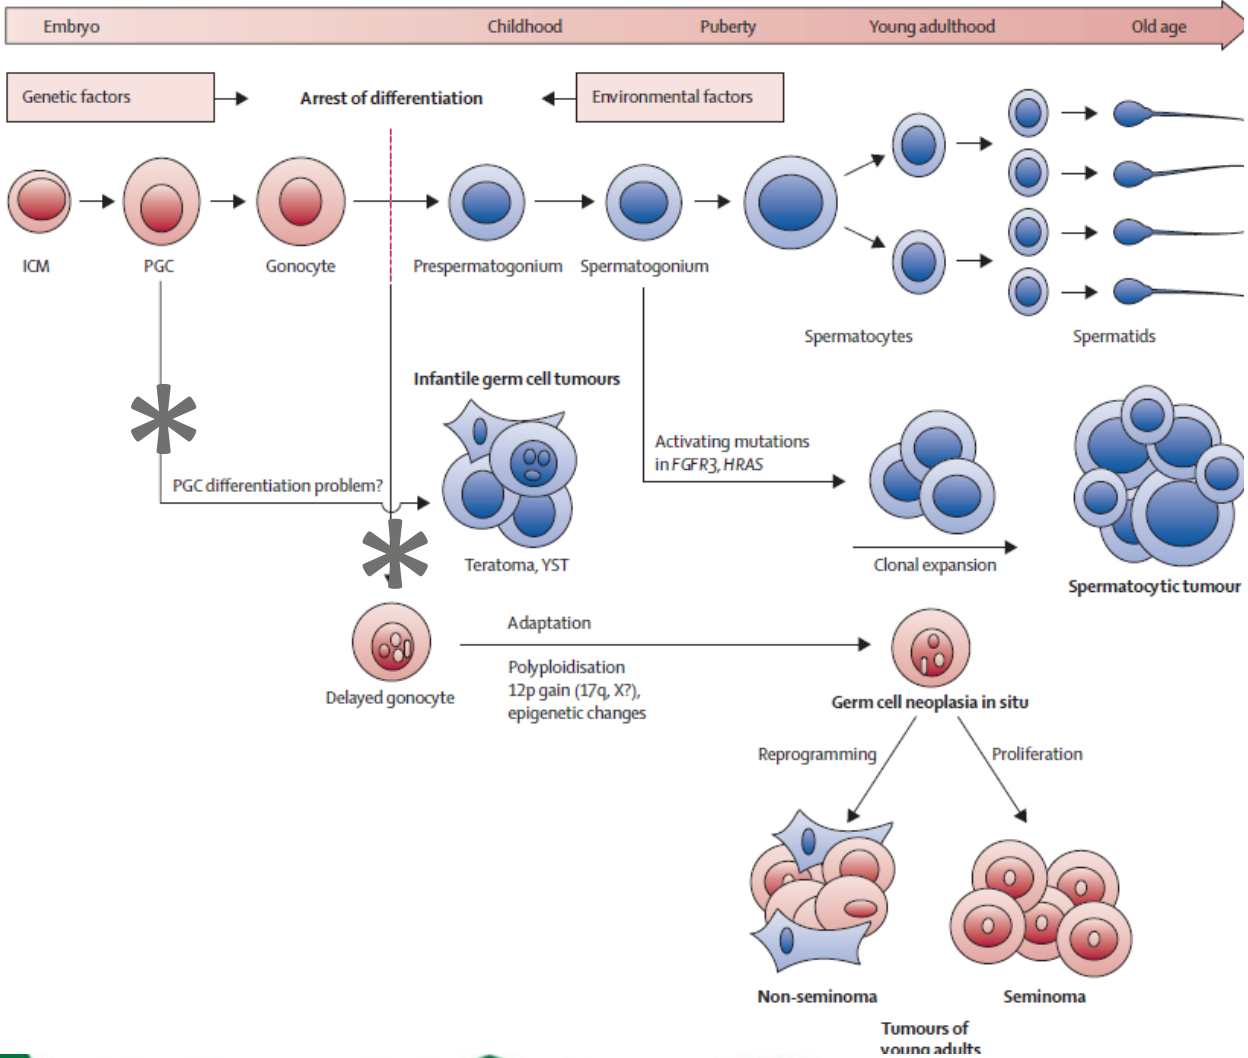 Embryo
Childhood
Puberty
Young adulthood
Old age
Genetic factors
Arrest of differentiation
Environmental factors
ICM
PGC
Gonocyte
Prespermatogonium
Spermatogonium
Spermatocytes
Spermatids
Infantile germ cell tumours
Activating mutations
in FGFR3, HRAS
PGC differentiation problem?
Teratoma, YST
Clonal expansion
Spermatocytic tumour
Adaptation
Delayed gonocyte
Polyploidisation
12p gain (17q, X?),
epigenetic changes
Germ cell neoplasia in situ
Reprogramming
Proliferation
Non-seminoma
Seminoma
Tumours of
young adults